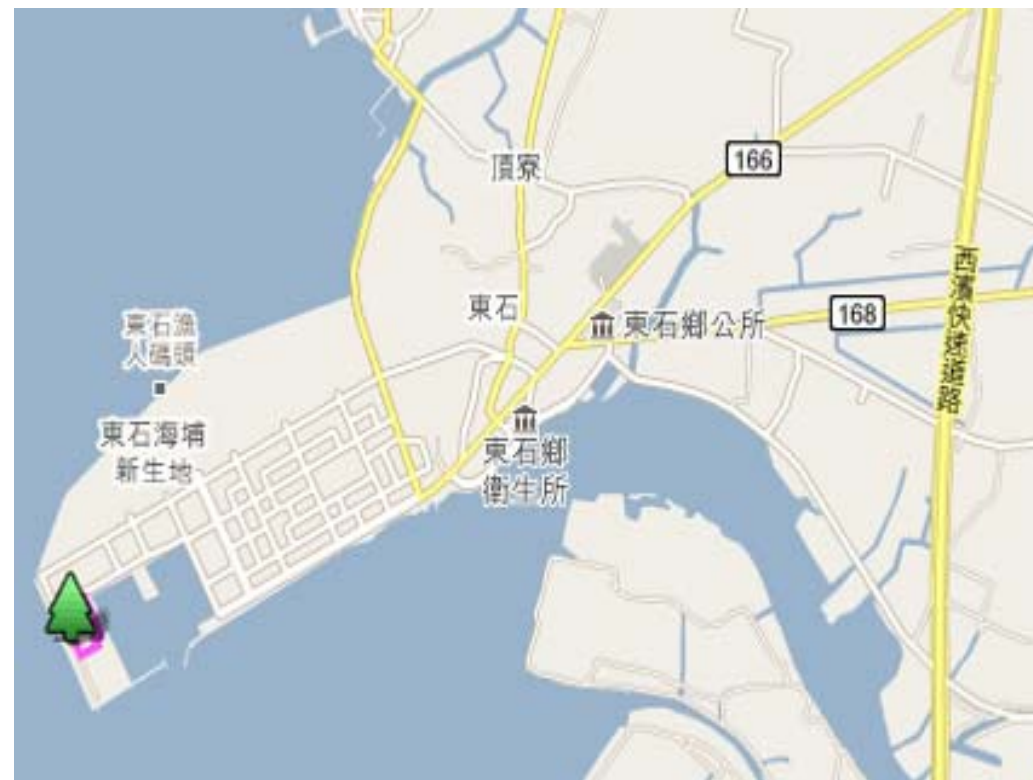 頂寮
166
東石
東石鄉公所
168
西濱快速道路
東石漁
人碼頭
東石海埔
新生地
東石鄉
衛生所